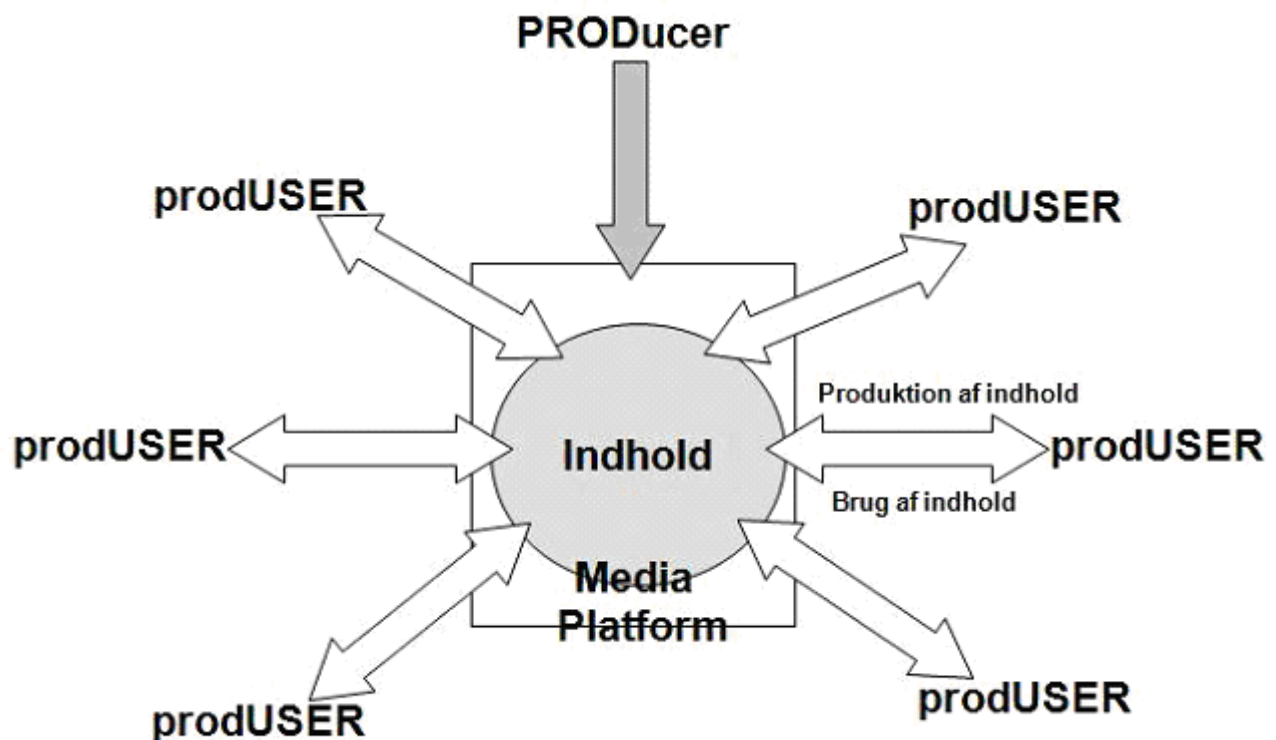 PRODucer
prodUSER
prodUSER
Produktion af indhold
prodUSER
Indhold
prodUSER
Brug af indhold
Media
Platform
prodUSER
prodUSER